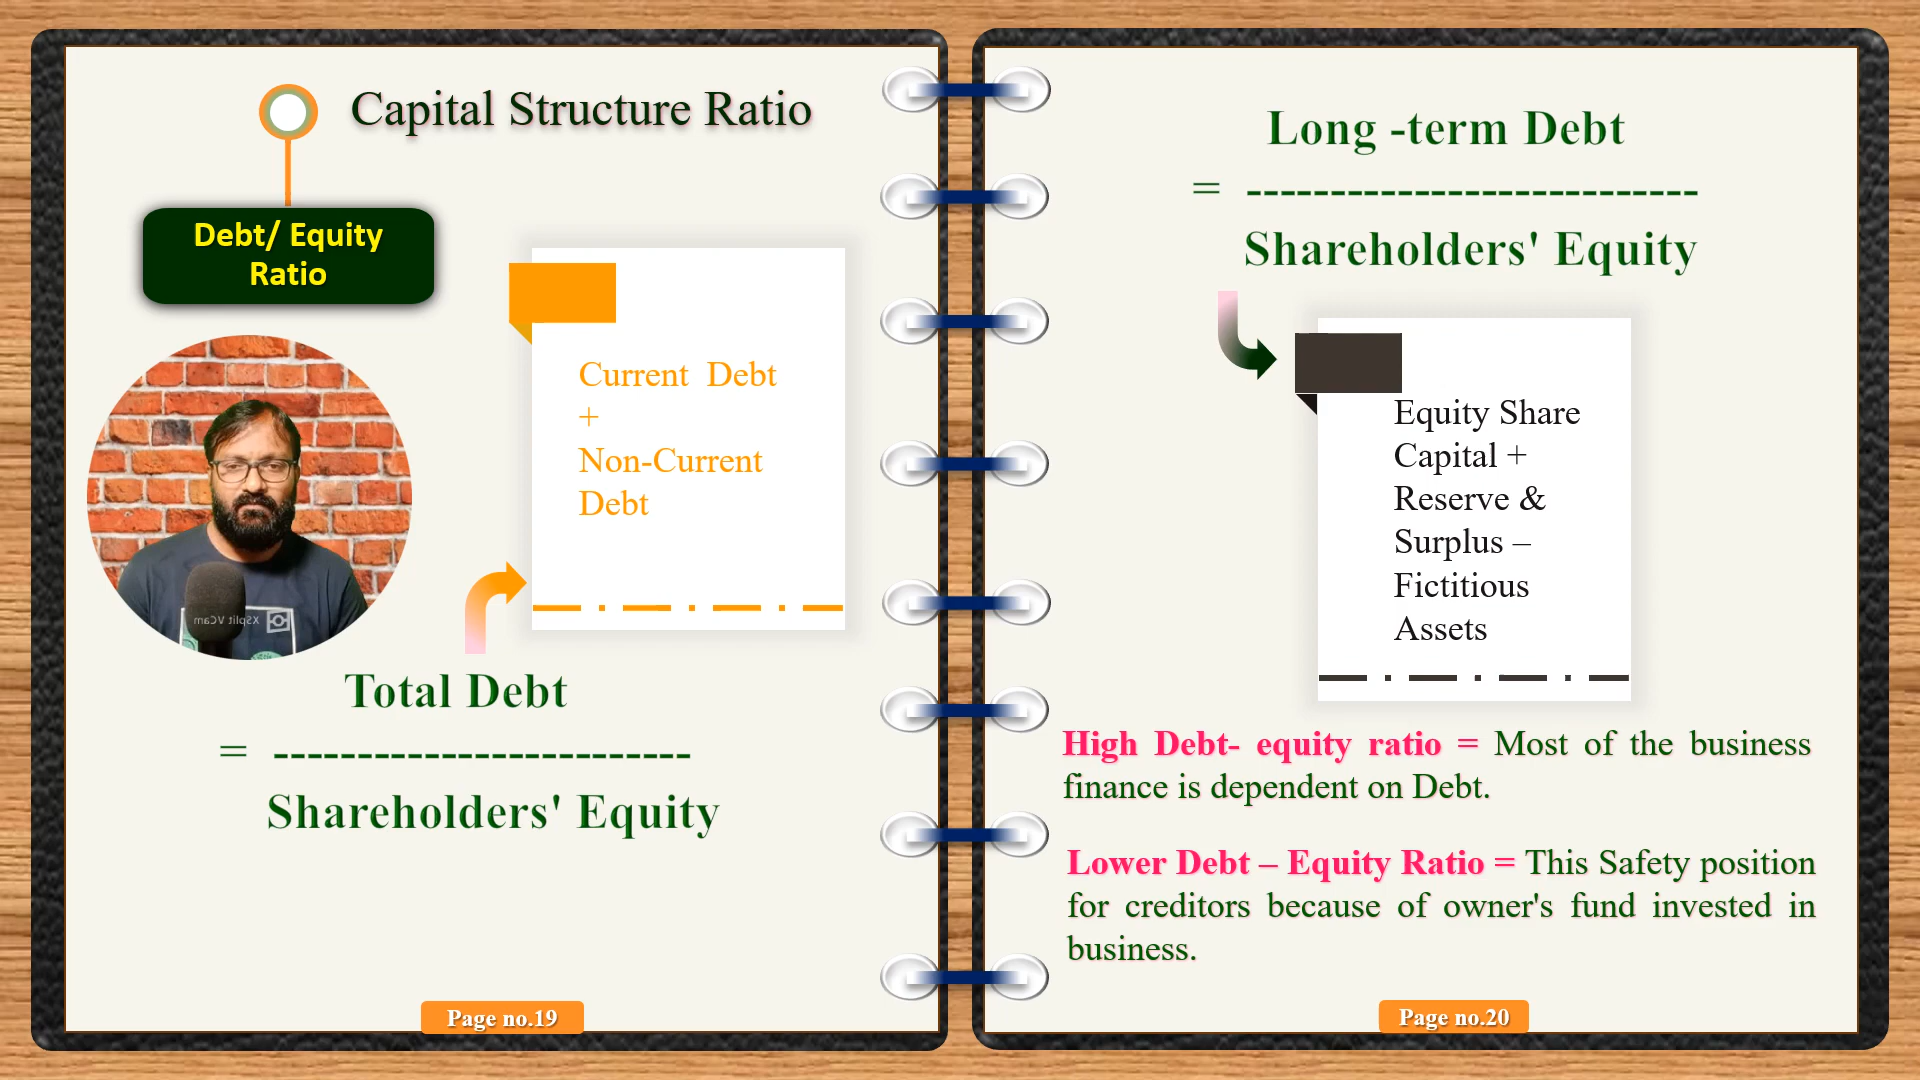 Capital Structure Ratio
Debt/ Equity
Ratio
Current Debt
+
Non-Current
Debt
XSplit VCam
Total Debt
= -------------------------
Shareholders' Equity
Page no.19
Long -term Debt
= ---------------------------
Shareholders' Equity
Equity Share
Capital +
Reserve &
Surplus –
Fictitious
Assets
High Debt- equity ratio = Most of the business
finance is dependent on Debt.
Lower Debt – Equity Ratio = This Safety position
for creditors because of owner's fund invested in
business.
Page no.20